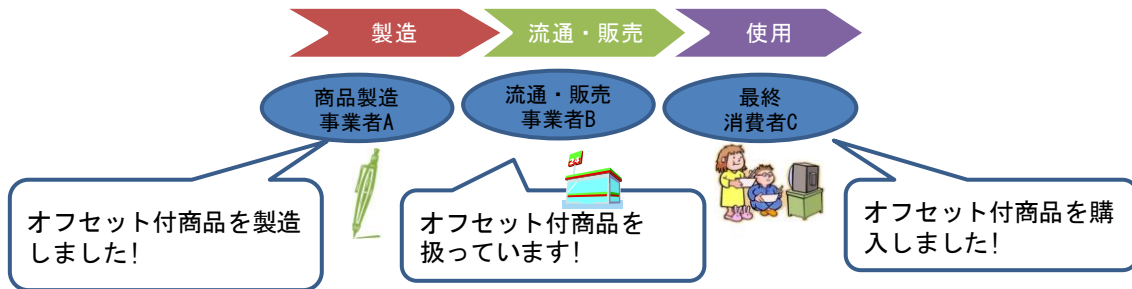 製造
流通・販売
使用
商品製造
事業者A
流通・販売
事業者B
最終
消費者C
オフセット付商品を製造
しました!
オフセット付商品を
扱っています!
オフセット付商品を購
入しました!